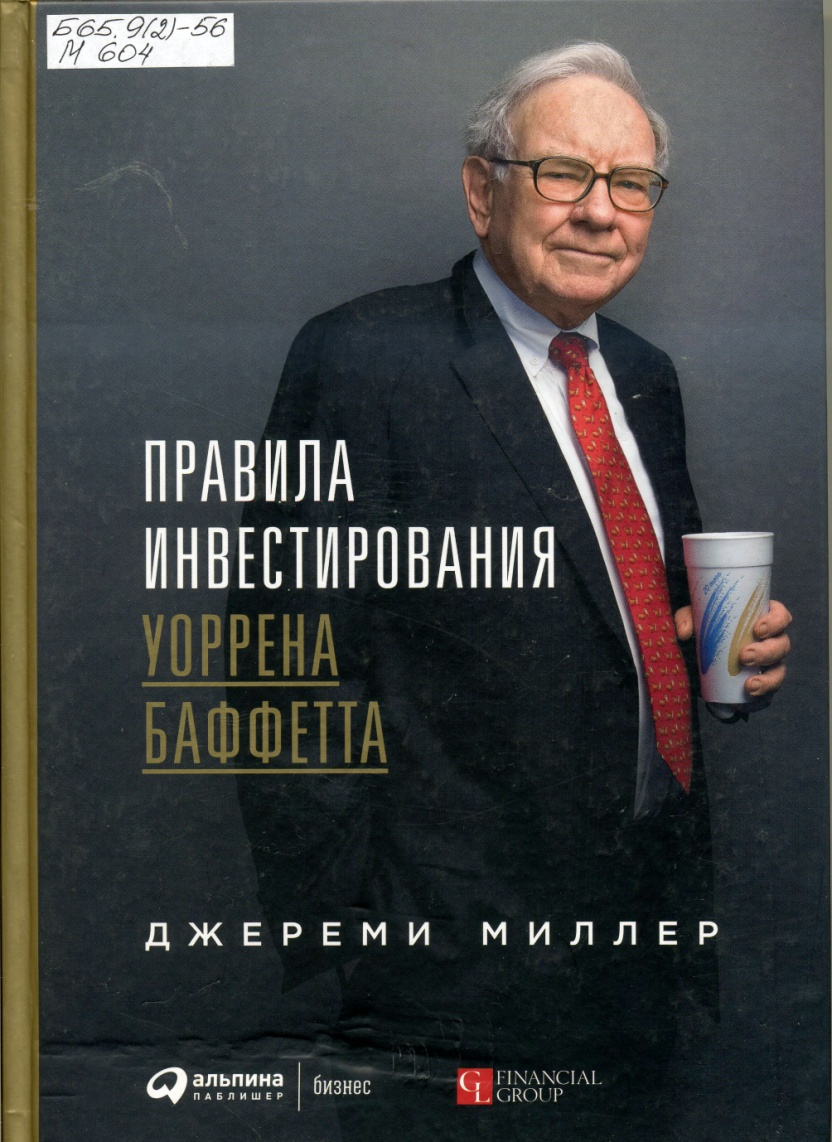 Б65.9(2)-56
М 604
ПРАВИЛА
ИНВЕСТИРОВАНИЯ
УОРРЕНА
БАФФЕТТА
ДЖЕРЕМИ МИЛЛЕР
альпина
ПАБЛИШЕР
бизнес
GL FINANCIAL
GROUP